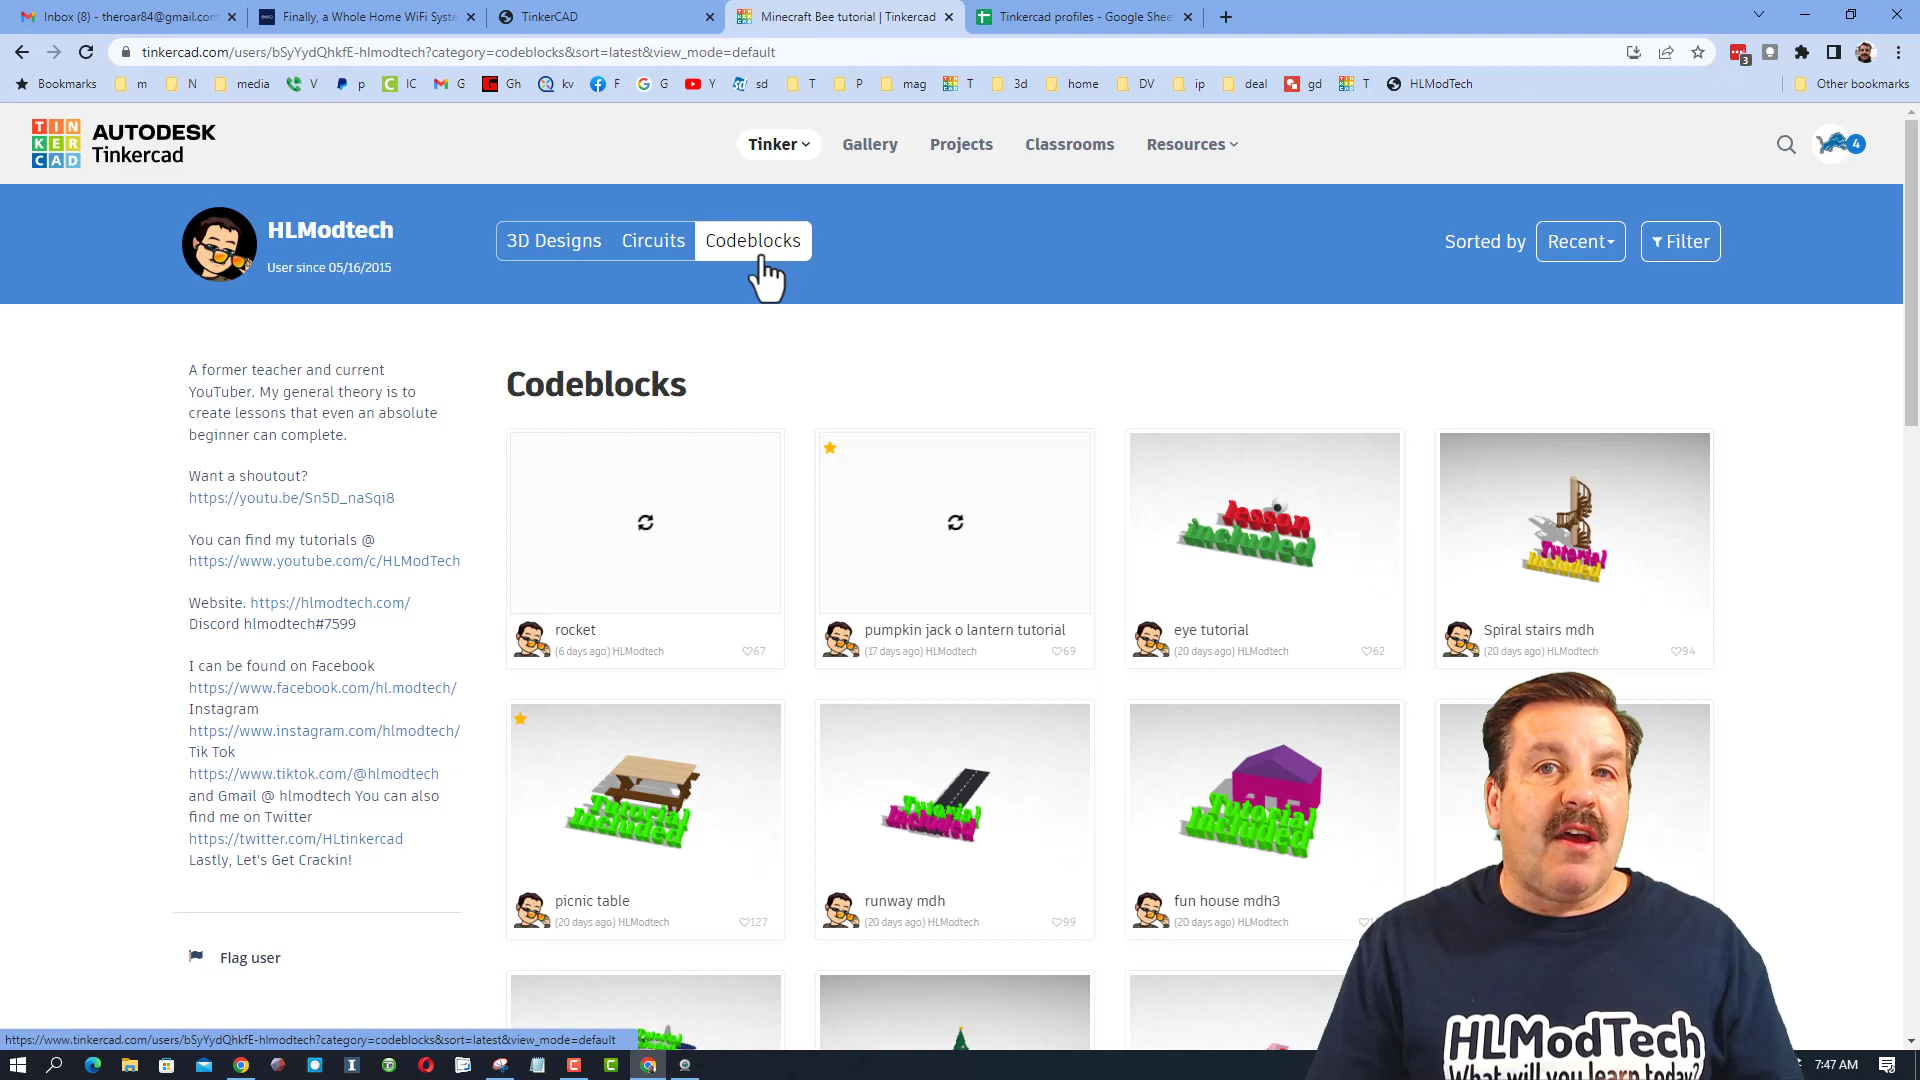 Inbox (8) - theroar84@gmail.com
Finally, a Whole Home WiFi Syste
TinkerCAD
Minecraft Bee tutorial | Tinkercad
Tinkercad profiles - Google Shee
tinkercad.com/users/bSyYydQhkfE-hlmodtech?category=codeblocks&sort=latest&view_mode=default
3
Bookmarks
m
N
media
V
p
IC
G
Gh
kv
F
G
Y
sd
T
P
mag
T
3d
home
DV
ip
deal
gd
T
HLModTech
Other bookmarks
TIN
KER
CAD
AUTODESK
Tinkercad
Tinker
Gallery
Projects
Classrooms
Resources
4
HLModtech
User since 05/16/2015
3D Designs
Circuits
Codeblocks
Sorted by
Recent
Filter
A former teacher and current
YouTuber. My general theory is to
create lessons that even an absolute
beginner can complete.
Want a shoutout?
https://youtu.be/Sn5D_naSqi8
You can find my tutorials @
https://www.youtube.com/c/HLModTech
Website. https://hlmodtech.com/
Discord hlmodtech#7599
I can be found on Facebook
https://www.facebook.com/hl.modtech/
Instagram
https://www.instagram.com/hlmodtech/
Tik Tok
https://www.tiktok.com/@hlmodtech
and Gmail @ hlmodtech You can also
find me on Twitter
https://twitter.com/HLtinkercad
Lastly, Let's Get Crackin!
Flag user
Codeblocks
lesson
included
Tutorial
included
rocket
(6 days ago) HLModtech
67
pumpkin jack o lantern tutorial
(17 days ago) HLModtech
69
eye tutorial
(20 days ago) HLModtech
62
Spiral stairs mdh
(20 days ago) HLModtech
94
Tutorial
included
Tutorial
included
Tutorial
included
picnic table
(20 days ago) HLModtech
127
runway mdh
(20 days ago) HLModtech
99
fun house mdh3
(20 days ago) HLModtech
HLModTech
What will you learn today?
https://www.tinkercad.com/users/bSyYydQhkfE-hlmodtech?category=codeblocks&sort=latest&view_mode=default
7:47 AM